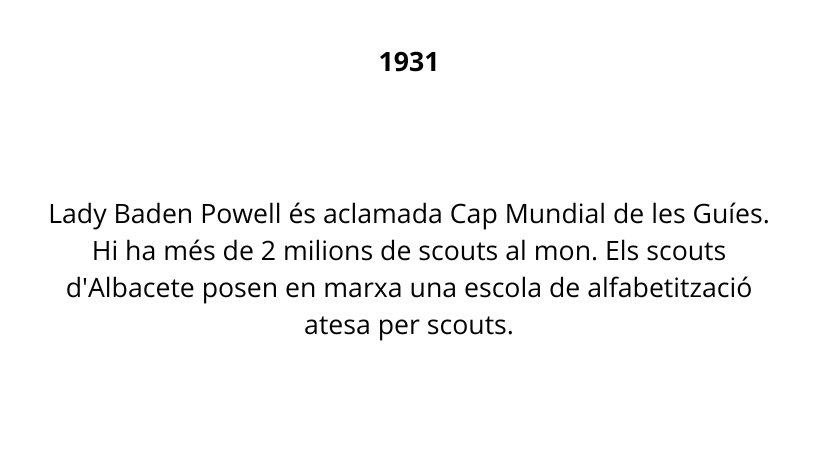 1931
Lady Baden Powell és aclamada Cap Mundial de les Guíes.
Hi ha més de 2 milions de scouts al mon. Els scouts
d'Albacete posen en marxa una escola de alfabetització
atesa per scouts.